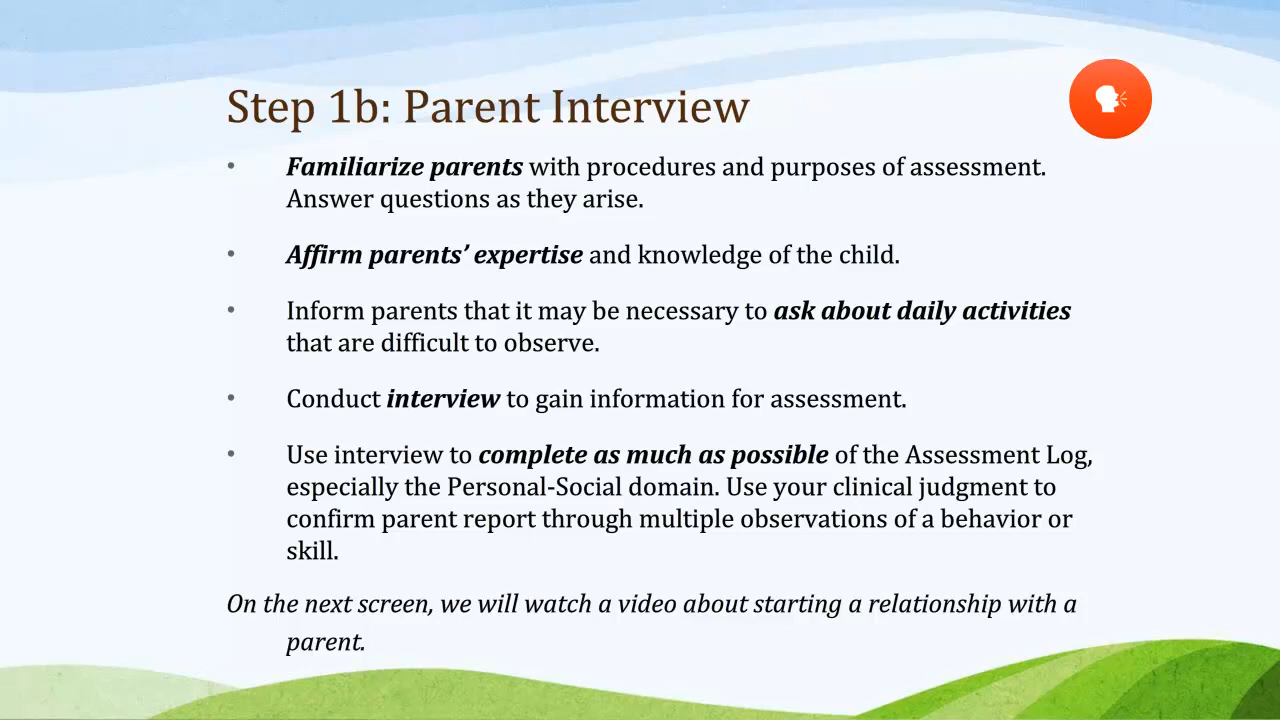 Step 1b: Parent Interview
• Familiarize parents with procedures and purposes of assessment.
Answer questions as they arise.
• Affirm parents’ expertise and knowledge of the child.
• Inform parents that it may be necessary to ask about daily activities
that are difficult to observe.
• Conduct interview to gain information for assessment.
• Use interview to complete as much as possible of the Assessment Log,
especially the Personal-Social domain. Use your clinical judgment to
confirm parent report through multiple observations of a behavior or
skill.
On the next screen, we will watch a video about starting a relationship with a
parent.